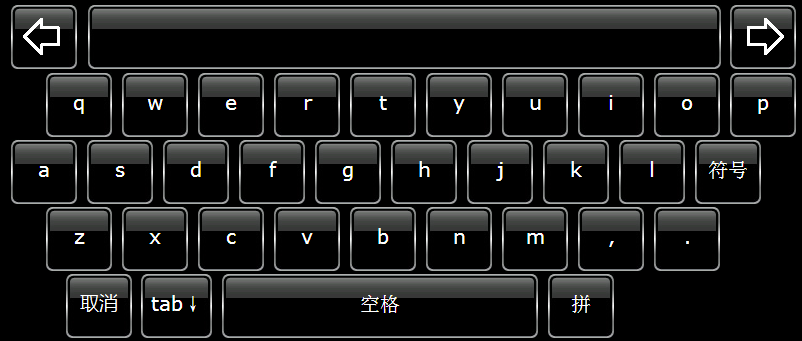 q w e r t y u i o p
a s d f g h j k l 符号
z x c v b n m , .
取消 tab↓ 空格 拼